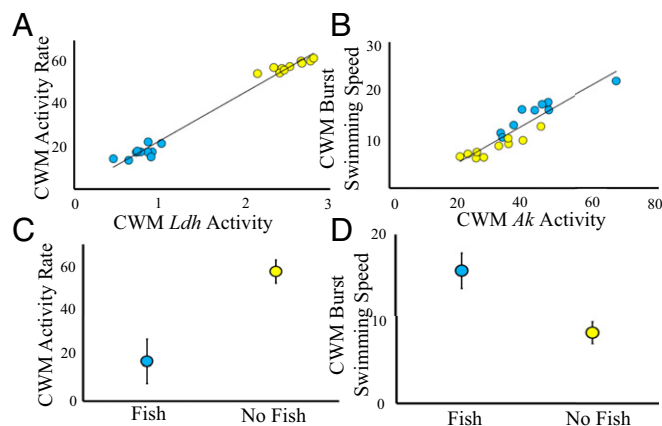 A
CWM Activity Rate
60
40
20
0
1
2
3
CWM Ldh Activity
B
CWM Burst
Swimming Speed
30
20
10
0
20
40
60
80
CWM Ak Activity
C
CWM Activity Rate
60
40
20
0
Fish
No Fish
D
CWM Burst
Swimming Speed
20
10
0
Fish
No Fish